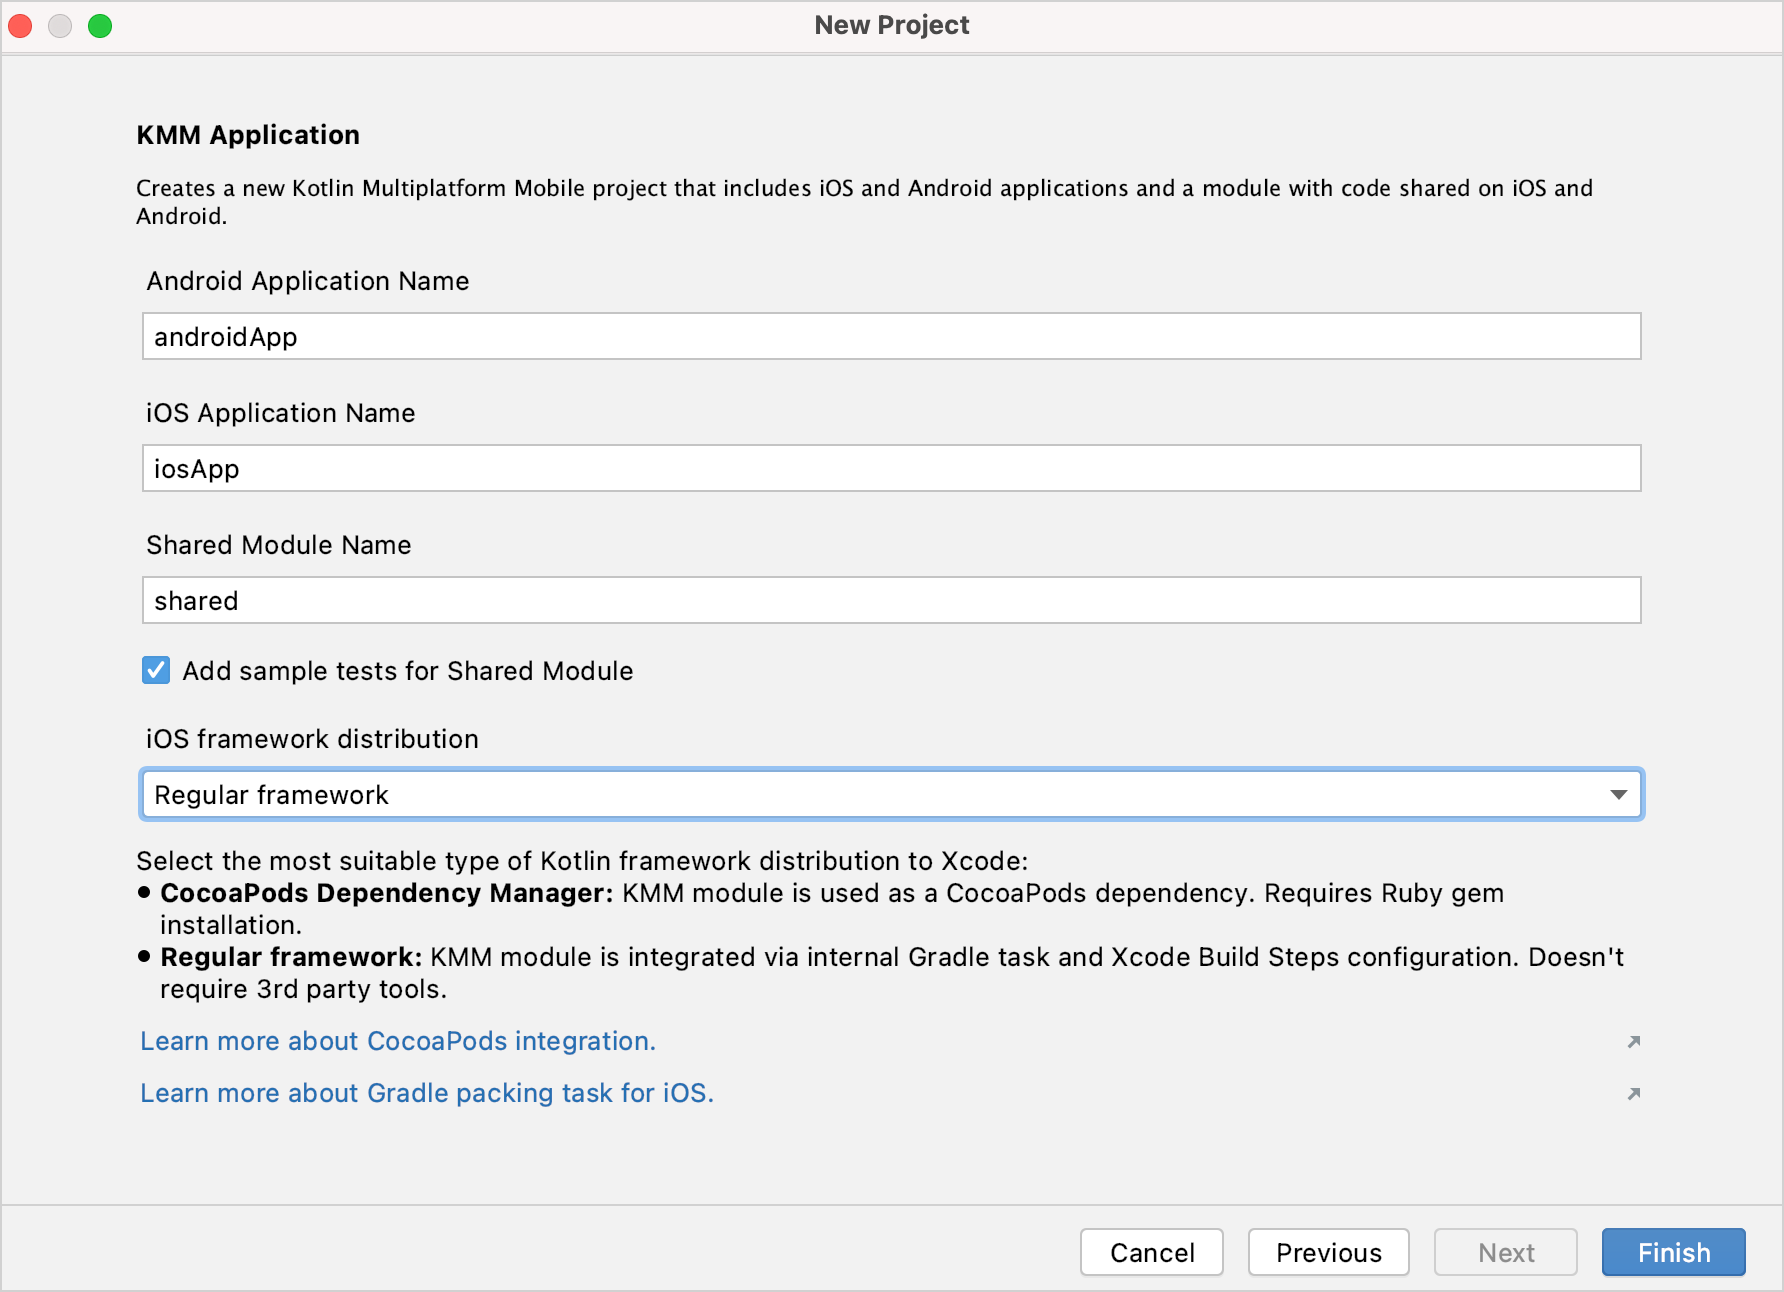 New Project
KMM Application
Creates a new Kotlin Multiplatform Mobile project that includes iOS and Android applications and a module with code shared on iOS and
Android.
Android Application Name
androidApp
iOS Application Name
iosApp
Shared Module Name
shared
Add sample tests for Shared Module
iOS framework distribution
Regular framework
Select the most suitable type of Kotlin framework distribution to Xcode:
• CocoaPods Dependency Manager: KMM module is used as a CocoaPods dependency. Requires Ruby gem
installation.
• Regular framework: KMM module is integrated via internal Gradle task and Xcode Build Steps configuration. Doesn't
require 3rd party tools.
Learn more about CocoaPods integration.
Learn more about Gradle packing task for iOS.
Cancel
Previous
Next
Finish